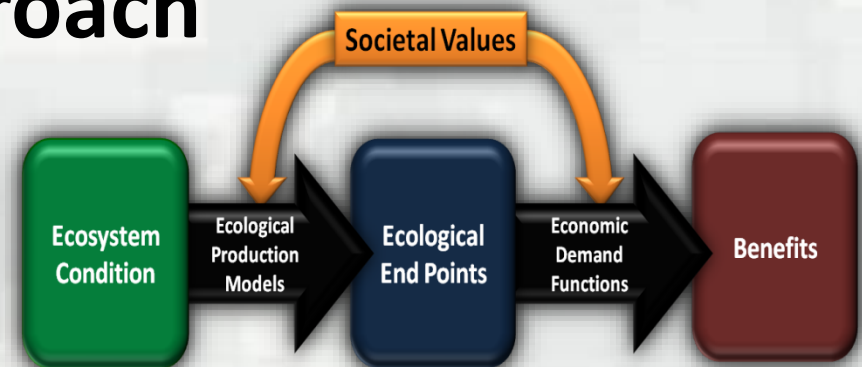 roach
Societal Values
Ecosystem
Condition
Ecological
Production
Models
Ecological
End Points
Economic
Demand
Functions
Benefits